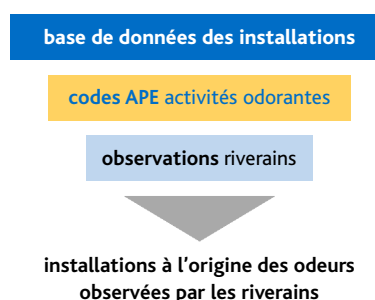 base de données des installations
codes APE activités odorantes
observations riverains
installations à l’origine des odeurs
observées par les riverains